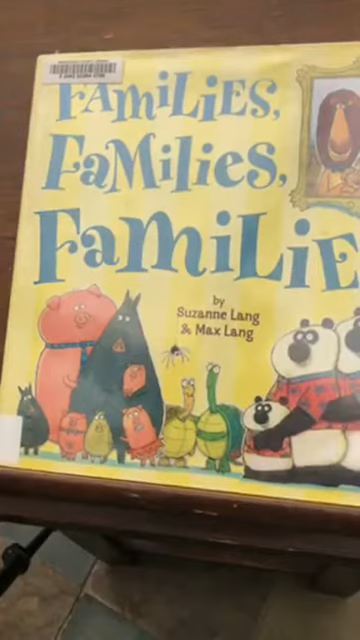 FAMiLiES,
FaMilies,
FamiLiE
by
Suzanne Lang
& Max Lang